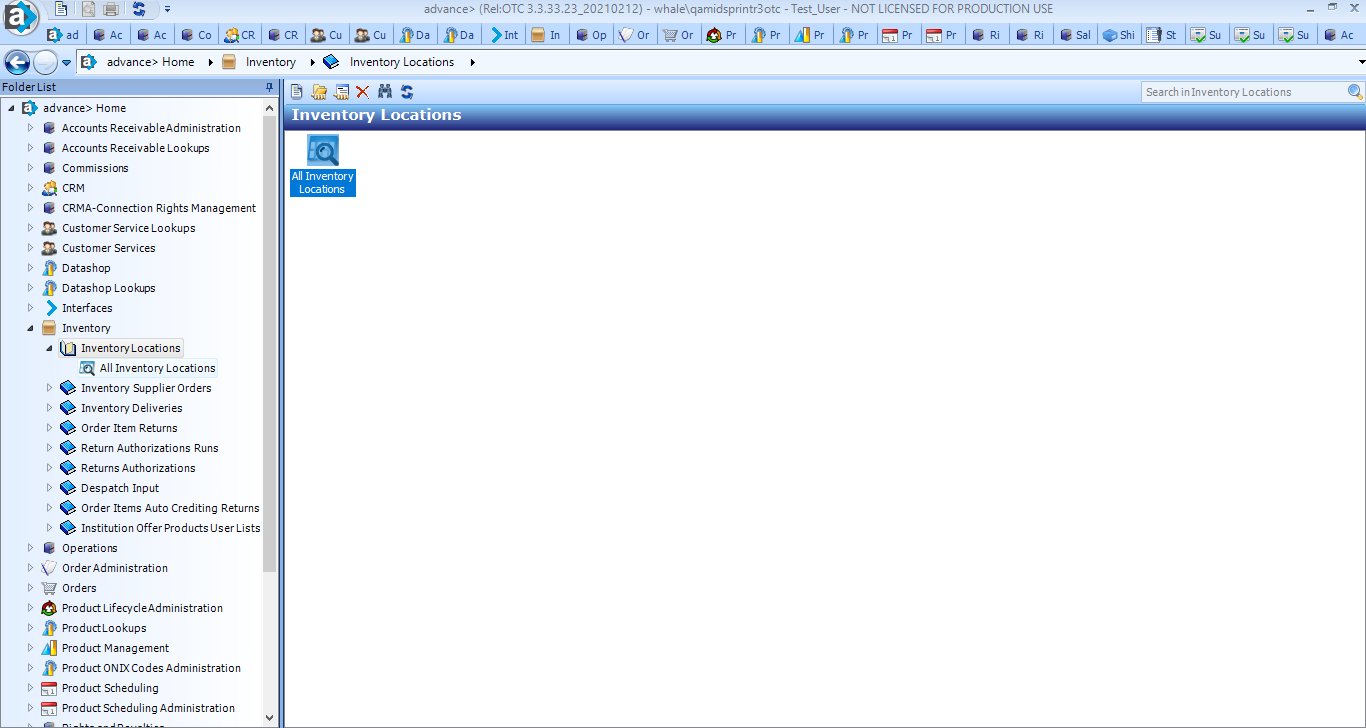 advance> (Rel:OTC 3.3.33.23_20210212) - whale\qamidsprintr3otc - Test_User - NOT LICENSED FOR PRODUCTION USE
ad Ac Ac Co CR CR Cu Cu Da Da Int In Op Or Or Pr Pr Pr Pr Pr Pr Ri Ri Sal Shi St Su Su Su Ac
advance> Home Inventory Inventory Locations
Folder List
advance> Home
Accounts Receivable Administration
Accounts Receivable Lookups
Commissions
CRM
CRMA-Connection Rights Management
Customer Service Lookups
Customer Services
Datashop
Datashop Lookups
Interfaces
Inventory
Inventory Locations
All Inventory Locations
Inventory Supplier Orders
Inventory Deliveries
Order Item Returns
Return Authorizations Runs
Returns Authorizations
Despatch Input
Order Items Auto Crediting Returns
Institution Offer Products User Lists
Operations
Order Administration
Orders
Product Lifecycle Administration
Product Lookups
Product Management
Product ONIX Codes Administration
Product Scheduling
Product Scheduling Administration
Search in Inventory Locations
Inventory Locations
All Inventory
Locations